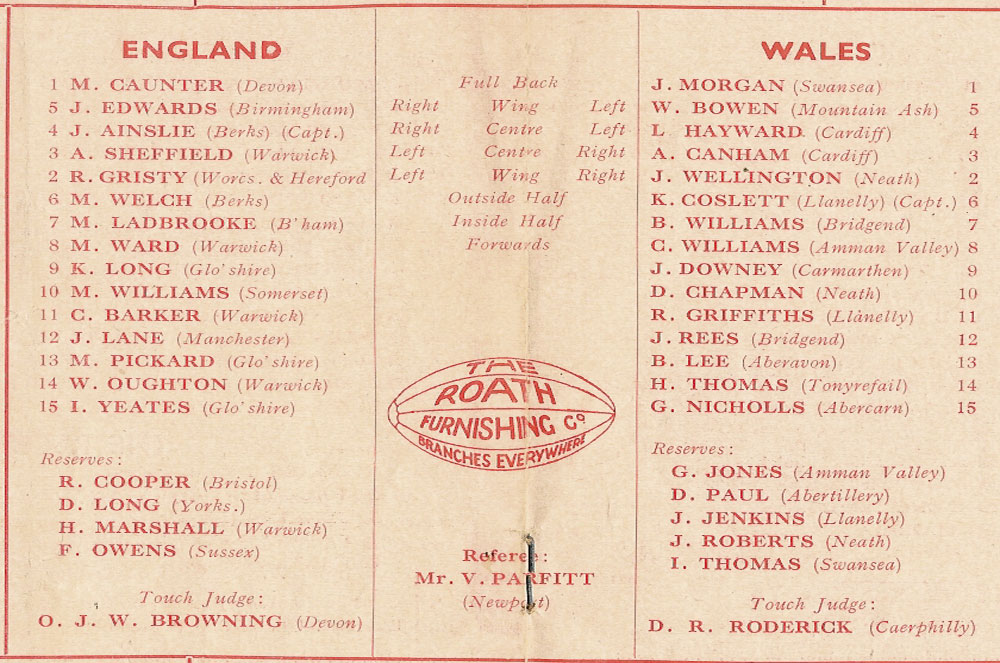 ENGLAND
1 M. CAUNTER (Devon)
5 J. EDWARDS (Birmingham)
4 J. AINSLIE (Berks) (Capt.)
3 A. SHEFFIELD (Warwick)
2 R. GRISTY (Worcs. & Hereford
6 M. WELCH (Berks)
7 M. LADBROOKE (B'ham)
8 M. WARD (Warwick)
9 K. LONG (Glo'shire)
10 M. WILLIAMS (Somerset)
11 C. BARKER (Warwick)
12 J. LANE (Manchester)
13 M. PICKARD (Glo'shire)
14 W. OUGHTON (Warwick)
15 I. YEATES (Glo'shire)
Reserves:
R. COOPER (Bristol)
D. LONG (Yorks.)
H. MARSHALL (Warwick)
F. OWENS (Sussex)
Touch Judge:
O. J. W. BROWNING (Devon)
Full Back
Right Wing Left
Right Centre Left
Left Centre Right
Left Wing Right
Outside Half
Inside Half
Forwards
THE
ROATH
FURNISHING Co
BRANCHES EVERYWHERE
Referee:
Mr. V. PARFITT
(Newport)
WALES
J. MORGAN (Swansea) 1
W. BOWEN (Mountain Ash) 5
L HAYWARD (Cardiff) 4
A. CANHAM (Cardiff) 3
J. WELLINGTON (Neath) 2
K. COSLETT (Llanelly) (Capt.) 6
B. WILLIAMS (Bridgend) 7
C. WILLIAMS (Amman Valley) 8
J. DOWNEY (Carmarthen) 9
D. CHAPMAN (Neath) 10
R. GRIFFITHS (Llanelly) 11
J. REES (Bridgend) 12
B. LEE (Aberavon) 13
H. THOMAS (Tonyrefail) 14
G. NICHOLLS (Abercarn) 15
Reserves:
G. JONES (Amman Valley)
D. PAUL (Abertillery)
J. JENKINS (Llanelly)
J. ROBERTS (Neath)
I. THOMAS (Swansea)
Touch Judge:
D. R. RODERICK (Caerphilly)